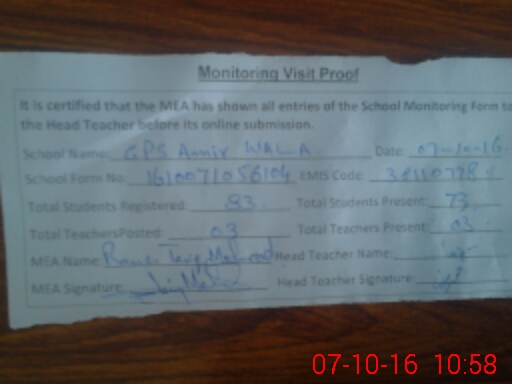 Monitoring Visit Proof
It is certified that the MEA has shown all entries of the School Monitoring Form to
the Head Teacher before its online submission.
School Name: GPS Amir WALA Date: 07-10-16
School Form No: EMIS Code:
Total Students Registered: 83 Total Students Present: 73
Total TeachersPosted: 03 Total Teachers Present: 03
MEA Name: Head Teacher Name:
MEA Signature: Head Teacher Signature:
07-10-16 10:58